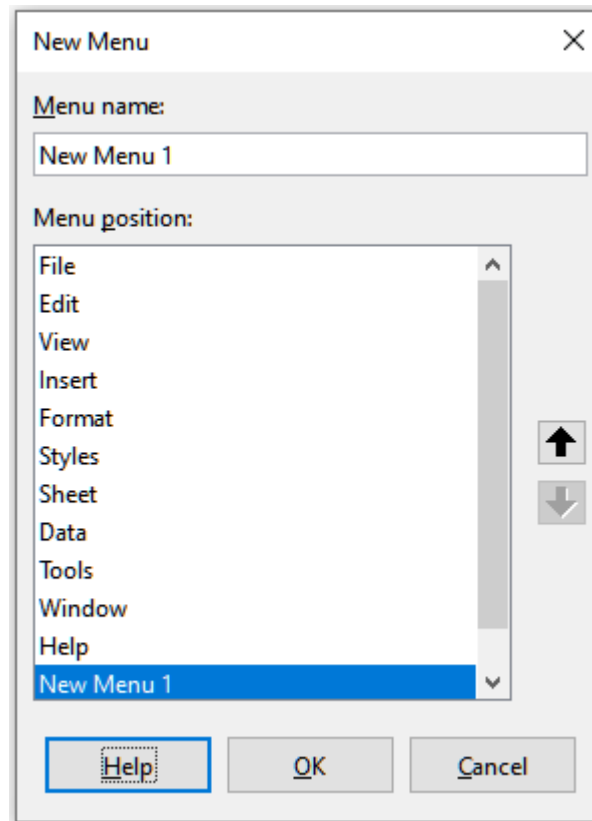 New Menu
Menu name:
New Menu 1
Menu position:
File
Edit
View
Insert
Format
Styles
Sheet
Data
Tools
Window
Help
New Menu 1
Help OK Cancel